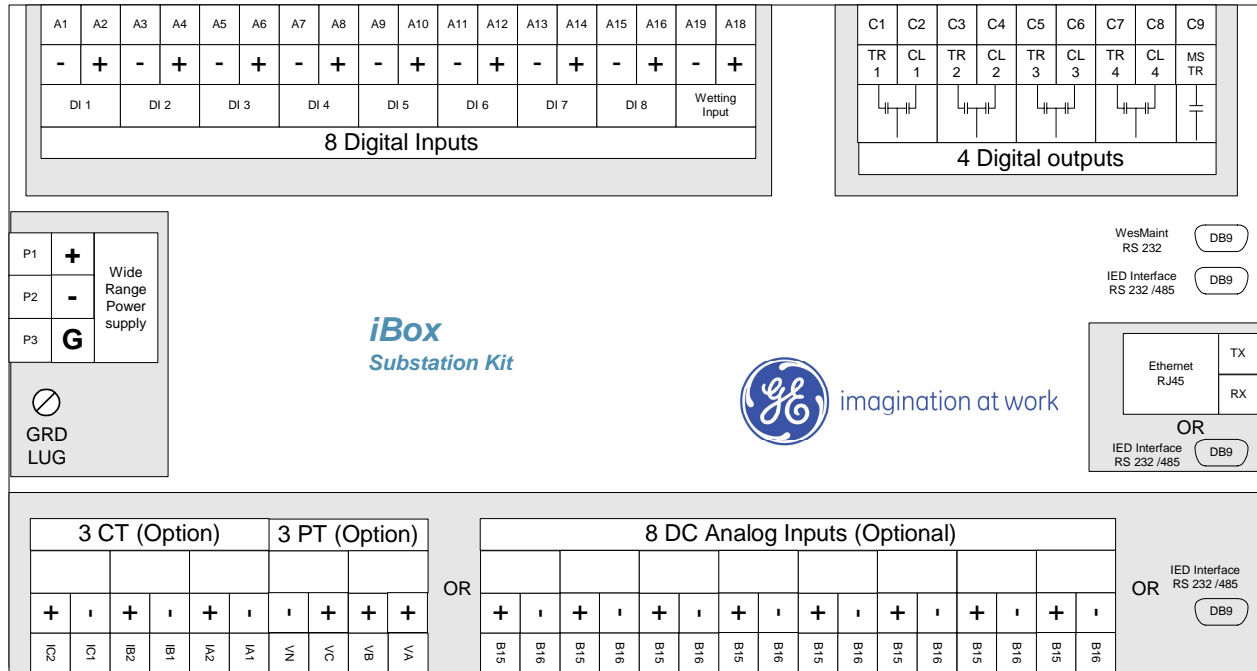 A1 A2 A3 A4 A5 A6 A7 A8 A9 A10 A11 A12 A13 A14 A15 A16 A19 A18
- + - + - + - + - + - + - + - + - +
DI 1 DI 2 DI 3 DI 4 DI 5 DI 6 DI 7 DI 8 Wetting
Input
8 Digital Inputs
C1 C2 C3 C4 C5 C6 C7 C8 C9
TR CL TR CL TR CL TR CL MS
1 1 2 2 3 3 4 4 TR
4 Digital outputs
P1 +
P2 -
P3 G
Wide
Range
Power
supply
GRD
LUG
iBox
Substation Kit
GE
imagination at work
WesMaint
RS 232
DB9
IED Interface
RS 232 /485
DB9
Ethernet
RJ45
TX
RX
OR
IED Interface
RS 232 /485
DB9
3 CT (Option) 3 PT (Option)
+ - + - + - - + + +
IC2 IC1 IB2 IB1 IA2 IA1 VN VC VB VA
OR
8 DC Analog Inputs (Optional)
+ - + - + - + - + - + - + - + -
B15 B16 B15 B16 B15 B16 B15 B16 B15 B16 B15 B16 B15 B16 B15 B16
OR
IED Interface
RS 232 /485
DB9